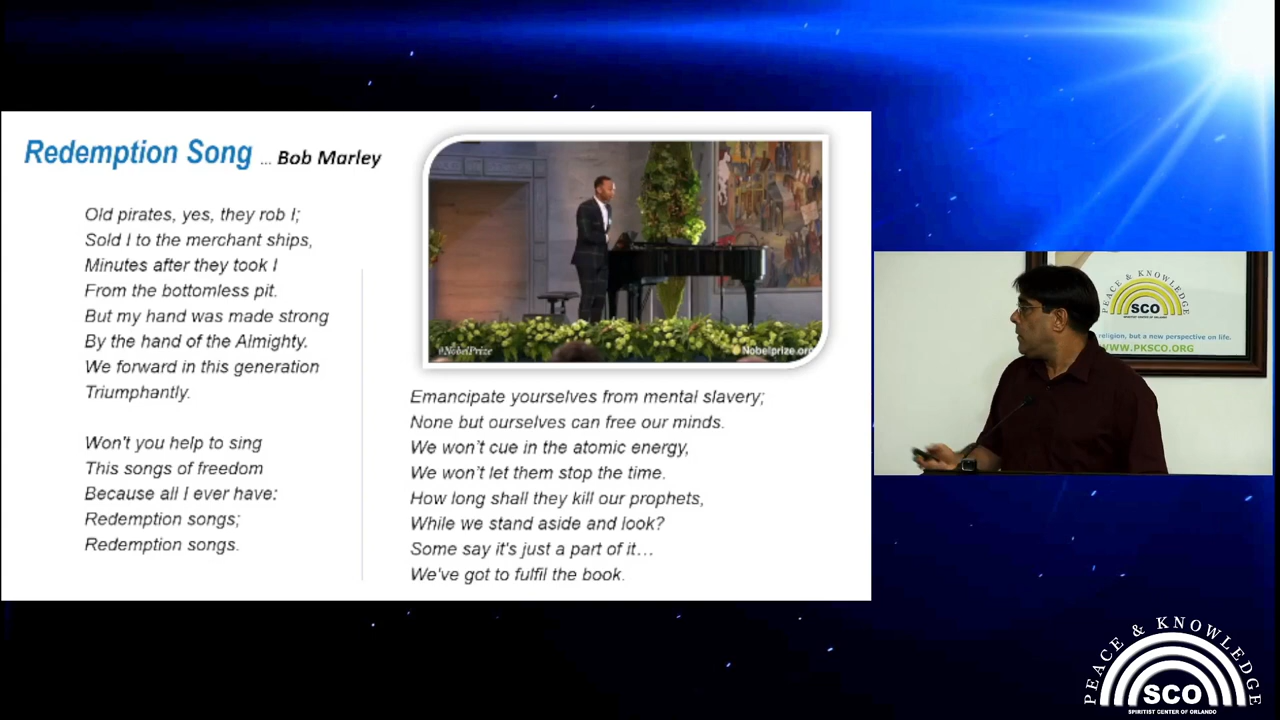 Redemption Song ... Bob Marley
Old pirates, yes, they rob I;
Sold I to the merchant ships,
Minutes after they took I
From the bottomless pit.
But my hand was made strong
By the hand of the Almighty.
We forward in this generation
Triumphantly.
Won't you help to sing
This songs of freedom
Because all I ever have:
Redemption songs;
Redemption songs.
#NobelPrize
Nobelprize.org
Emancipate yourselves from mental slavery;
None but ourselves can free our minds.
We won't cue in the atomic energy,
We won't let them stop the time.
How long shall they kill our prophets,
While we stand aside and look?
Some say it's just a part of it…
We've got to fulfil the book.
PEACE & KNOWLEDGE
SCO
SPIRITIST CENTER OF ORLANDO
religion, but a new perspective on life.
WWW.PKSCO.ORG
PEACE & KNOWLEDGE
SCO
SPIRITIST CENTER OF ORLANDO